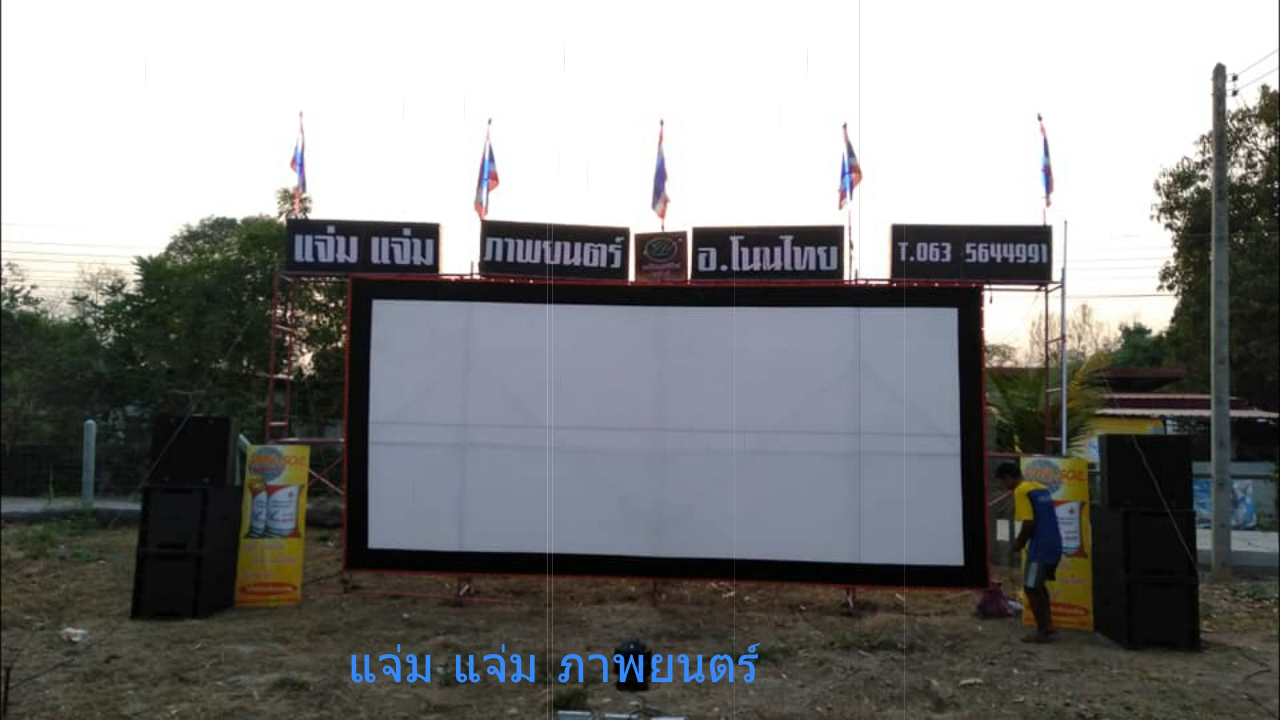 แจ่ม แจ่ม ภาพยนตร์ อ.โนนไทย T.063 5644991
แจ่ม แจ่ม ภาพยนตร์